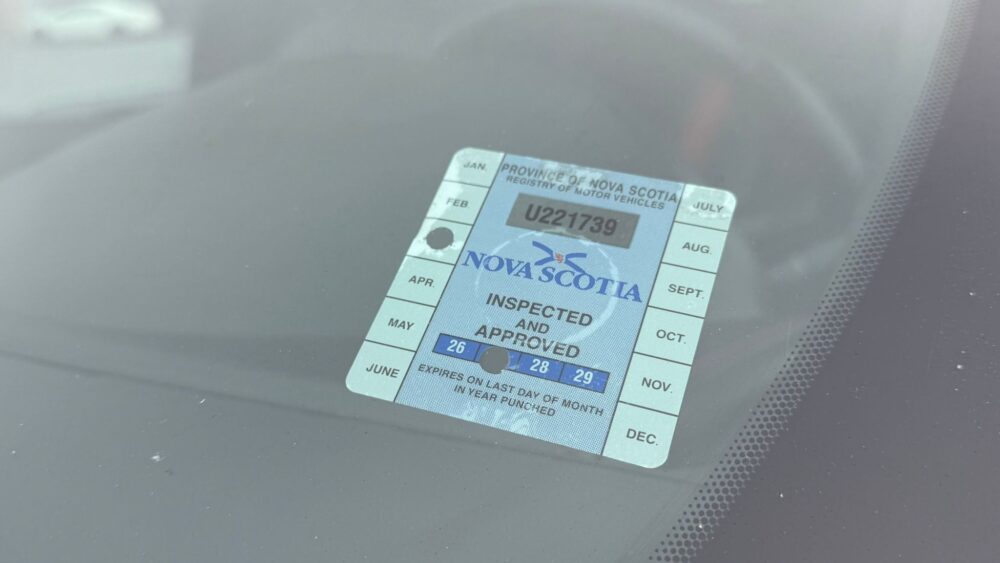 JAN.
FEB
APR.
MAY
JUNE
PROVINCE OF NOVA SCOTIA
REGISTRY OF MOTOR VEHICLES
U221739
NOVA SCOTIA
INSPECTED
AND
APPROVED
26 28 29
EXPIRES ON LAST DAY OF MONTH
IN YEAR PUNCHED
JULY
AUG.
SEPT.
OCT.
NOV.
DEC.